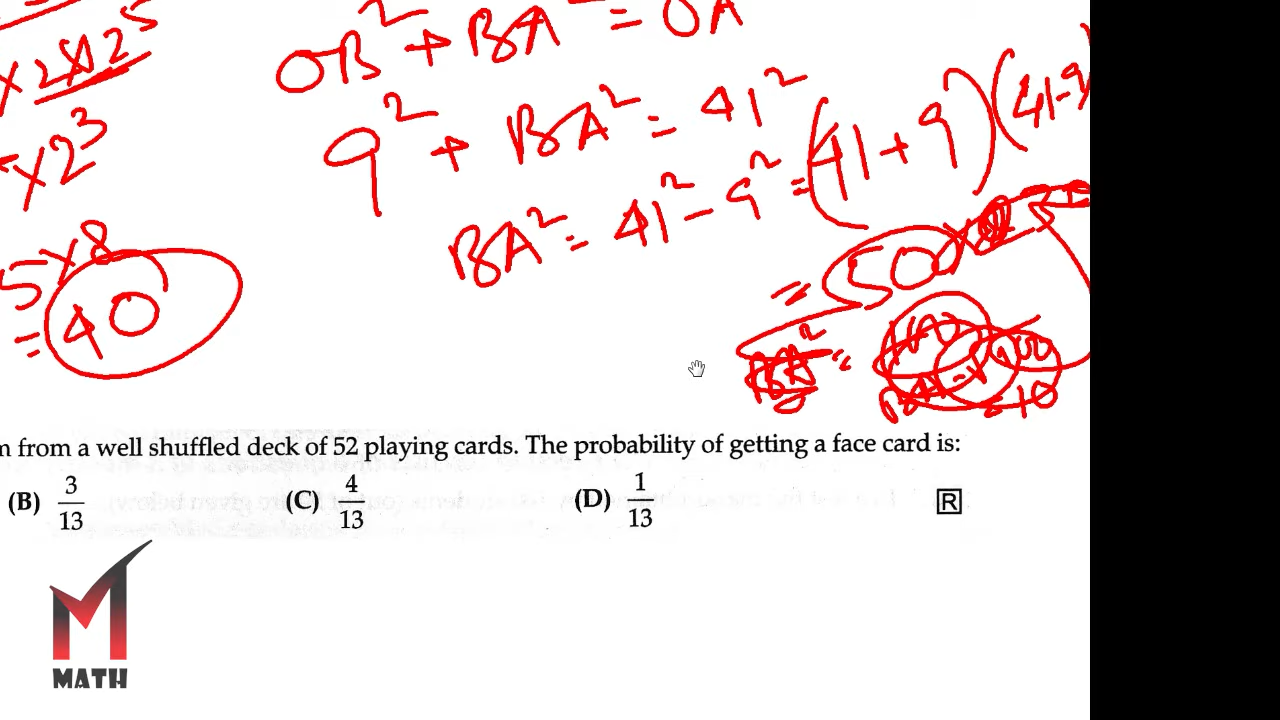 ×2×2⁵
×2³
5×8
= 40
OB² + BA² = OA
9² + BA² = 41²
BA² = 41² - 9² = (41 + 9)(41-9)
= 50×
BA² =
m from a well shuffled deck of 52 playing cards. The probability of getting a face card is:
(B) 3/13 (C) 4/13 (D) 1/13 R
MATH